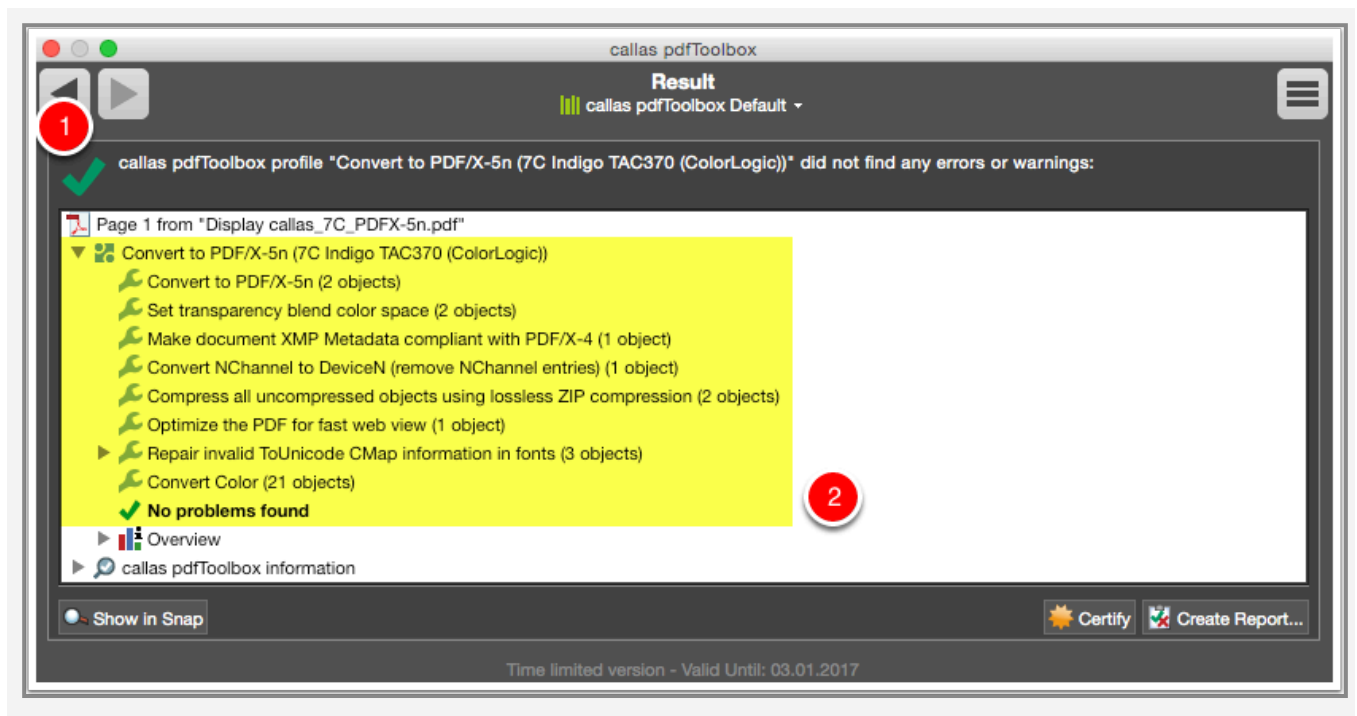 callas pdfToolbox
Result
callas pdfToolbox Default
1
callas pdfToolbox profile "Convert to PDF/X-5n (7C Indigo TAC370 (ColorLogic))" did not find any errors or warnings:
Page 1 from "Display callas_7C_PDFX-5n.pdf"
Convert to PDF/X-5n (7C Indigo TAC370 (ColorLogic))
Convert to PDF/X-5n (2 objects)
Set transparency blend color space (2 objects)
Make document XMP Metadata compliant with PDF/X-4 (1 object)
Convert NChannel to DeviceN (remove NChannel entries) (1 object)
Compress all uncompressed objects using lossless ZIP compression (2 objects)
Optimize the PDF for fast web view (1 object)
Repair invalid ToUnicode CMap information in fonts (3 objects)
Convert Color (21 objects)
2
No problems found
Overview
callas pdfToolbox information
Show in Snap Certify Create Report...
Time limited version - Valid Until: 03.01.2017